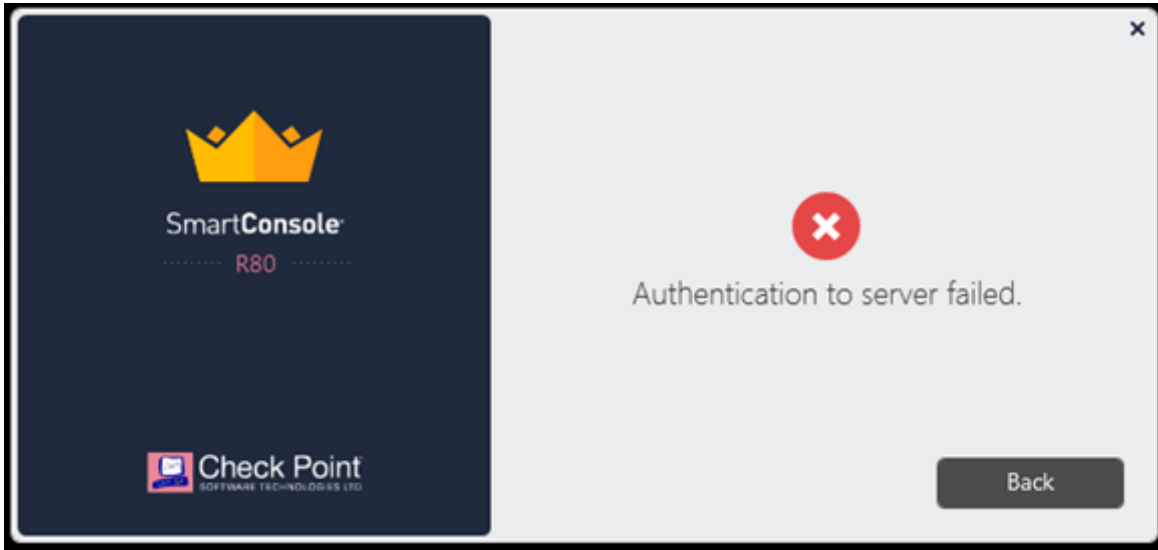 SmartConsole
R80
Check Point
SOFTWARE TECHNOLOGIES LTD
Authentication to server failed.
Back